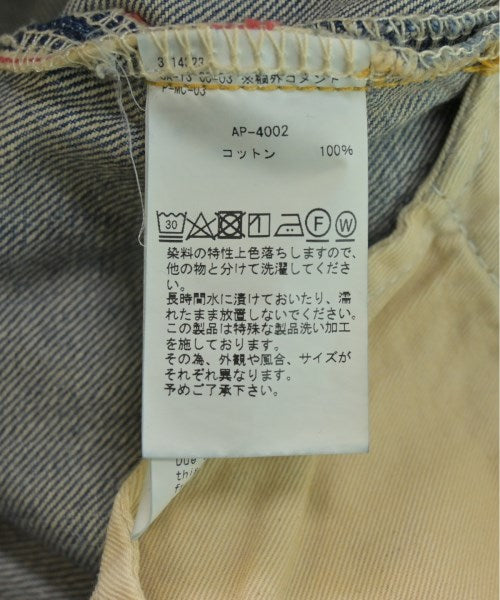 AP-4002
コットン 100%
30 F W
染料の特性上色落ちしますので、
他の物と分けて洗濯してくださ
い。
長時間水に漬けておいたり、濡
れたまま放置しないでください。
この製品は特殊な製品洗い加工
を施しております。
その為、外観や風合、サイズが
それぞれ異なります。
予めご了承下さい。